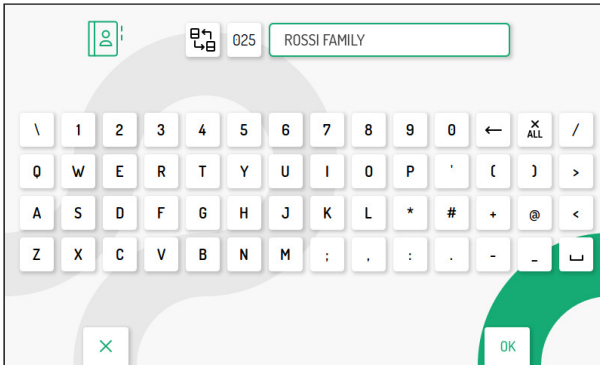 025 ROSSI FAMILY
\ 1 2 3 4 5 6 7 8 9 0 ← × ALL /
Q W E R T Y U I O P ' ( ) >
A S D F G H J K L * # + @ <
Z X C V B N M ; , : . - _
× OK